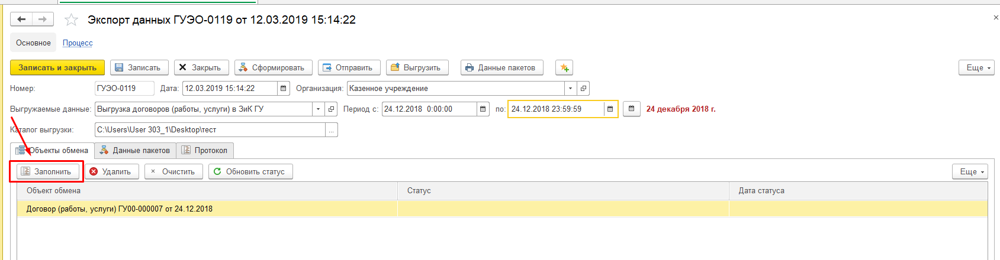 Экспорт данных ГУЭО-0119 от 12.03.2019 15:14:22
Основное Процесс
Записать и закрыть Записать Закрыть Сформировать Отправить Выгрузить Данные пакетов Еще
Номер: ГУЭО-0119 Дата: 12.03.2019 15:14:22 Организация: Казенное учреждение
Выгружаемые данные: Выгрузка договоров (работы, услуги) в ЗиК ГУ Период с: 24.12.2018 0:00:00 по: 24.12.2018 23:59:59 24 декабря 2018 г.
Каталог выгрузки: C:\Users\User 303_1\Desktop\тест ...
Объекты обмена Данные пакетов Протокол
Заполнить Удалить Очистить Обновить статус Еще
Объект обмена Статус Дата статуса
Договор (работы, услуги) ГУ00-000007 от 24.12.2018